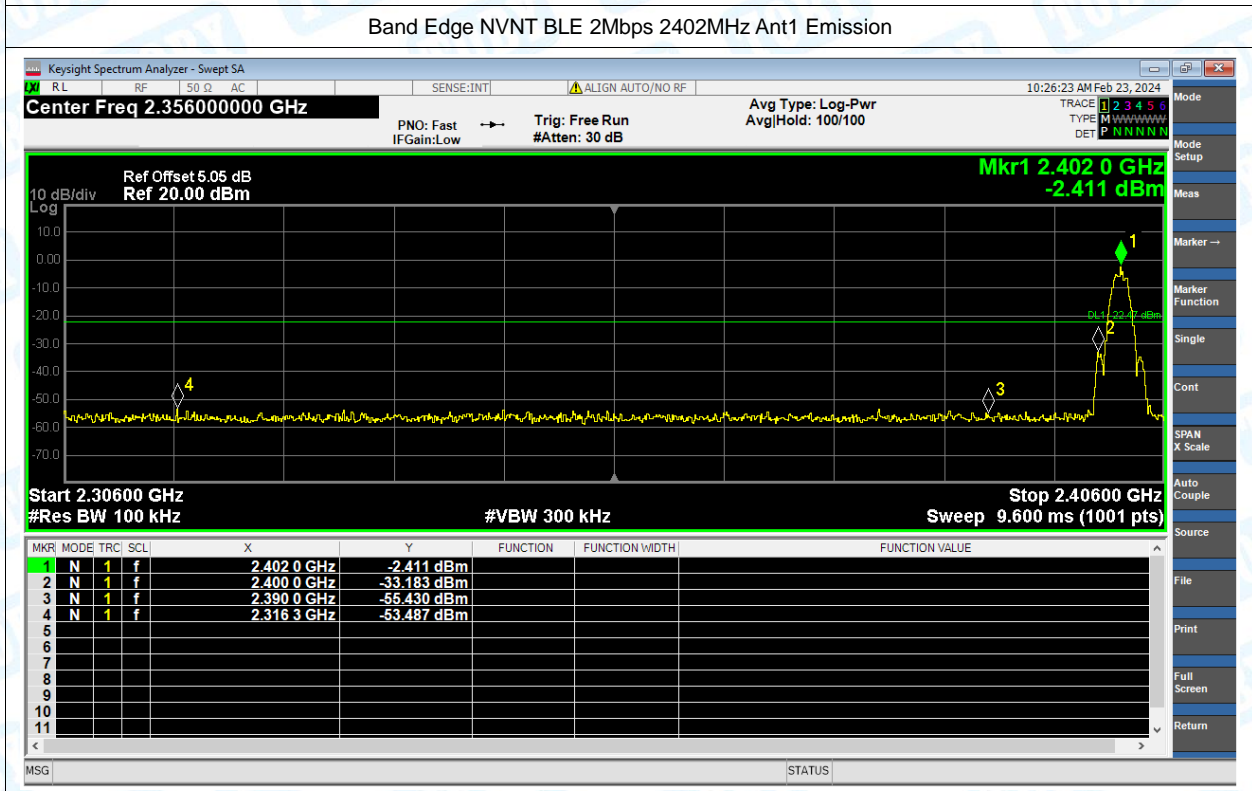 Band Edge NVNT BLE 2Mbps 2402MHz Ant1 Emission
Keysight Spectrum Analyzer - Swept SA
LXI RL RF 50 Ω AC SENSE:INT ALIGN AUTO/NO RF 10:26:23 AM Feb 23, 2024
Center Freq 2.356000000 GHz
PNO: Fast
IFGain:Low
Trig: Free Run
#Atten: 30 dB
Avg Type: Log-Pwr
Avg|Hold: 100/100
TRACE 1 2 3 4 5 6
TYPE M WWWWW
DET P N N N N N
Ref Offset 5.05 dB
10 dB/div Ref 20.00 dBm
Log
Mkr1 2.402 0 GHz
-2.411 dBm
10.0
0.00
-10.0
-20.0
-30.0
-40.0
-50.0
-60.0
-70.0
1
DL1 -22.47 dBm
2
3
4
Start 2.30600 GHz Stop 2.40600 GHz
#Res BW 100 kHz #VBW 300 kHz Sweep 9.600 ms (1001 pts)
MKR MODE TRC SCL X Y FUNCTION FUNCTION WIDTH FUNCTION VALUE
1 N 1 f 2.402 0 GHz -2.411 dBm
2 N 1 f 2.400 0 GHz -33.183 dBm
3 N 1 f 2.390 0 GHz -55.430 dBm
4 N 1 f 2.316 3 GHz -53.487 dBm
5
6
7
8
9
10
11
MSG STATUS
Mode
Mode Setup
Meas
Marker →
Marker Function
Single
Cont
SPAN X Scale
Auto Couple
Source
File
Print
Full Screen
Return